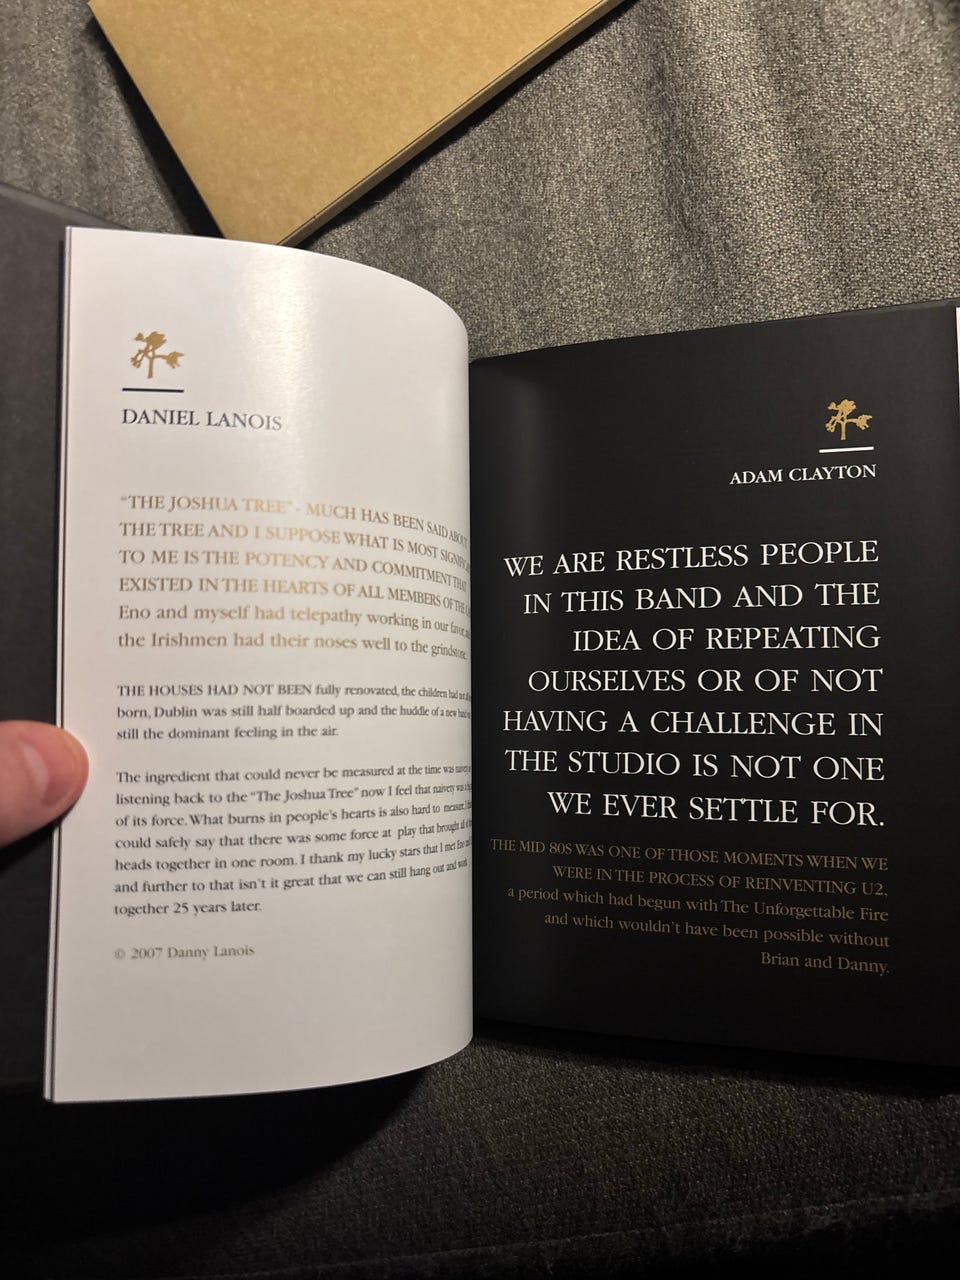 DANIEL LANOIS
"THE JOSHUA TREE" - MUCH HAS BEEN SAID ABOUT
THE TREE AND I SUPPOSE WHAT IS MOST
TO ME IS THE POTENCY AND COMMITMENT THAT
EXISTED IN THE HEARTS OF ALL MEMBERS OF THE
Eno and myself had telepathy working in our favor,
the Irishmen had their noses well to the grindstone.
THE HOUSES HAD NOT BEEN fully renovated, the children had not
born, Dublin was still half boarded up and the huddle of a new
still the dominant feeling in the air.
The ingredient that could never be measured at the time was
listening back to the "The Joshua Tree" now I feel that naivety was a
of its force. What burns in people's hearts is also hard to measure.
could safely say that there was some force at play that brought all of
heads together in one room. I thank my lucky stars that I met Eno
and further to that isn't it great that we can still hang out and work
together 25 years later.
© 2007 Danny Lanois
ADAM CLAYTON
WE ARE RESTLESS PEOPLE
IN THIS BAND AND THE
IDEA OF REPEATING
OURSELVES OR OF NOT
HAVING A CHALLENGE IN
THE STUDIO IS NOT ONE
WE EVER SETTLE FOR.
THE MID 80S WAS ONE OF THOSE MOMENTS WHEN WE
WERE IN THE PROCESS OF REINVENTING U2,
a period which had begun with The Unforgettable Fire
and which wouldn't have been possible without
Brian and Danny.